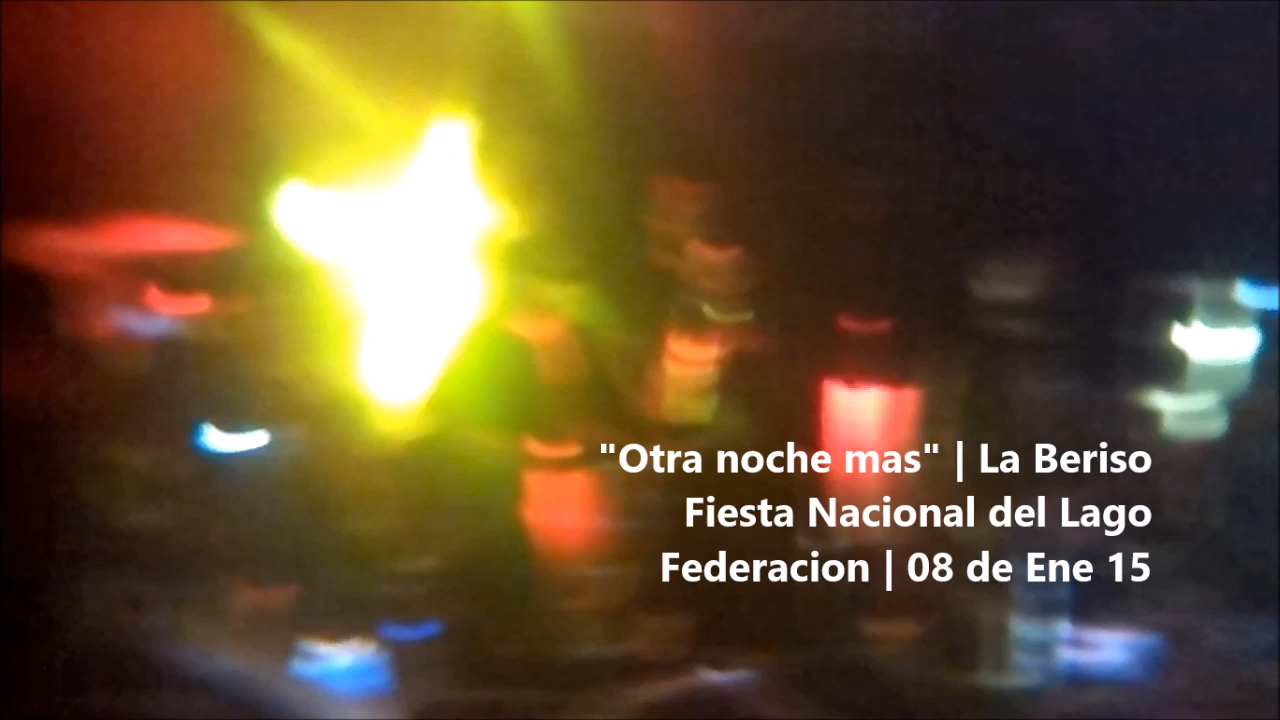 "Otra noche mas" | La Beriso
Fiesta Nacional del Lago
Federacion | 08 de Ene 15